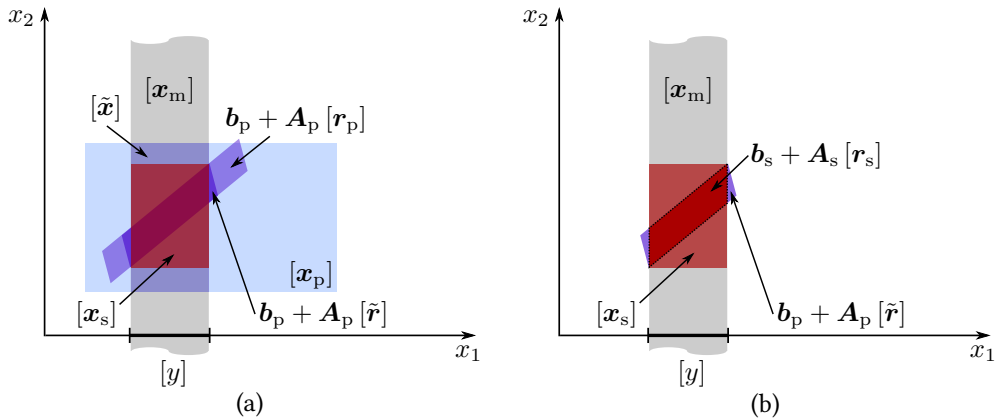 x₂
[𝒙ₘ]
[𝒙̃]
𝒃ₚ + 𝑨ₚ [𝒓ₚ]
[𝒙ₚ]
[𝒙ₛ]
𝒃ₚ + 𝑨ₚ [𝒓̃]
x₁
[y]
(a)
x₂
[𝒙ₘ]
𝒃ₛ + 𝑨ₛ [𝒓ₛ]
[𝒙ₛ]
𝒃ₚ + 𝑨ₚ [𝒓̃]
x₁
[y]
(b)